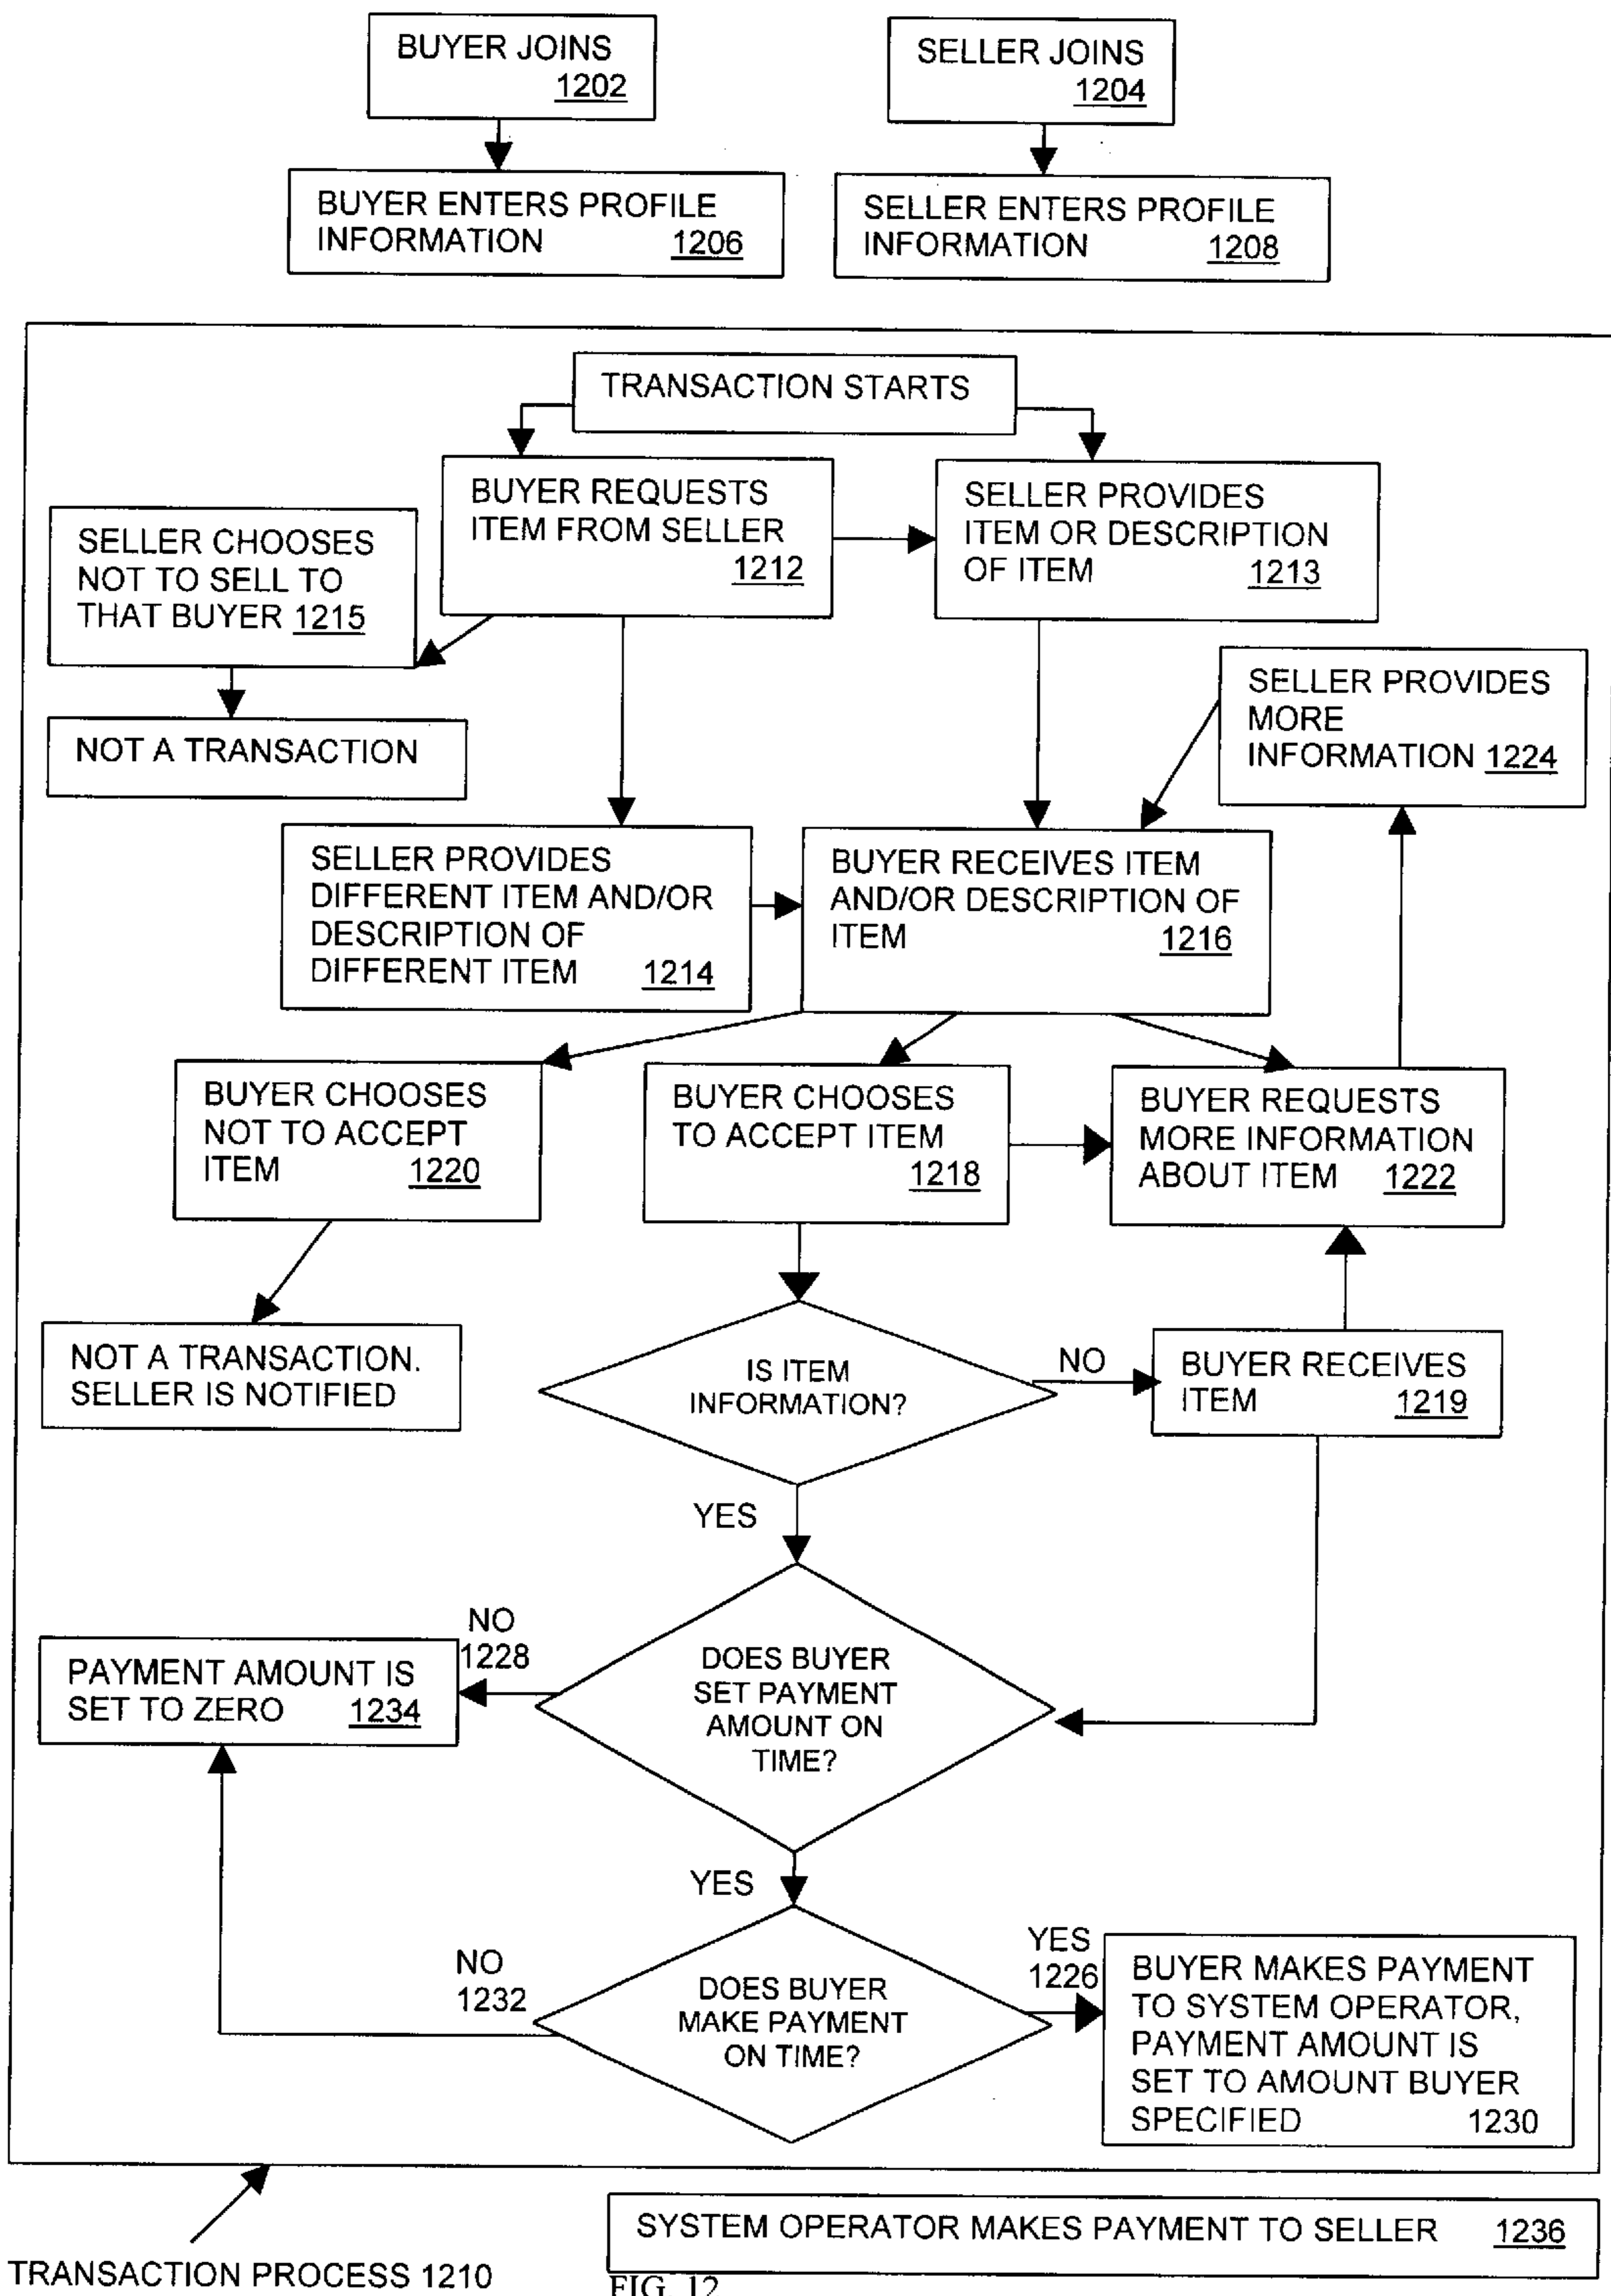 BUYER JOINS
1202
SELLER JOINS
1204
BUYER ENTERS PROFILE
INFORMATION 1206
SELLER ENTERS PROFILE
INFORMATION 1208
TRANSACTION STARTS
BUYER REQUESTS
ITEM FROM SELLER
1212
SELLER PROVIDES
ITEM OR DESCRIPTION
OF ITEM 1213
SELLER CHOOSES
NOT TO SELL TO
THAT BUYER 1215
NOT A TRANSACTION
SELLER PROVIDES
MORE
INFORMATION 1224
SELLER PROVIDES
DIFFERENT ITEM AND/OR
DESCRIPTION OF
DIFFERENT ITEM 1214
BUYER RECEIVES ITEM
AND/OR DESCRIPTION OF
ITEM 1216
BUYER CHOOSES
NOT TO ACCEPT
ITEM 1220
BUYER CHOOSES
TO ACCEPT ITEM
1218
BUYER REQUESTS
MORE INFORMATION
ABOUT ITEM 1222
NOT A TRANSACTION.
SELLER IS NOTIFIED
IS ITEM
INFORMATION?
NO
BUYER RECEIVES
ITEM 1219
YES
NO
1228
PAYMENT AMOUNT IS
SET TO ZERO 1234
DOES BUYER
SET PAYMENT
AMOUNT ON
TIME?
YES
NO
1232
DOES BUYER
MAKE PAYMENT
ON TIME?
YES
1226
BUYER MAKES PAYMENT
TO SYSTEM OPERATOR,
PAYMENT AMOUNT IS
SET TO AMOUNT BUYER
SPECIFIED 1230
SYSTEM OPERATOR MAKES PAYMENT TO SELLER 1236
TRANSACTION PROCESS 1210
FIG. 12